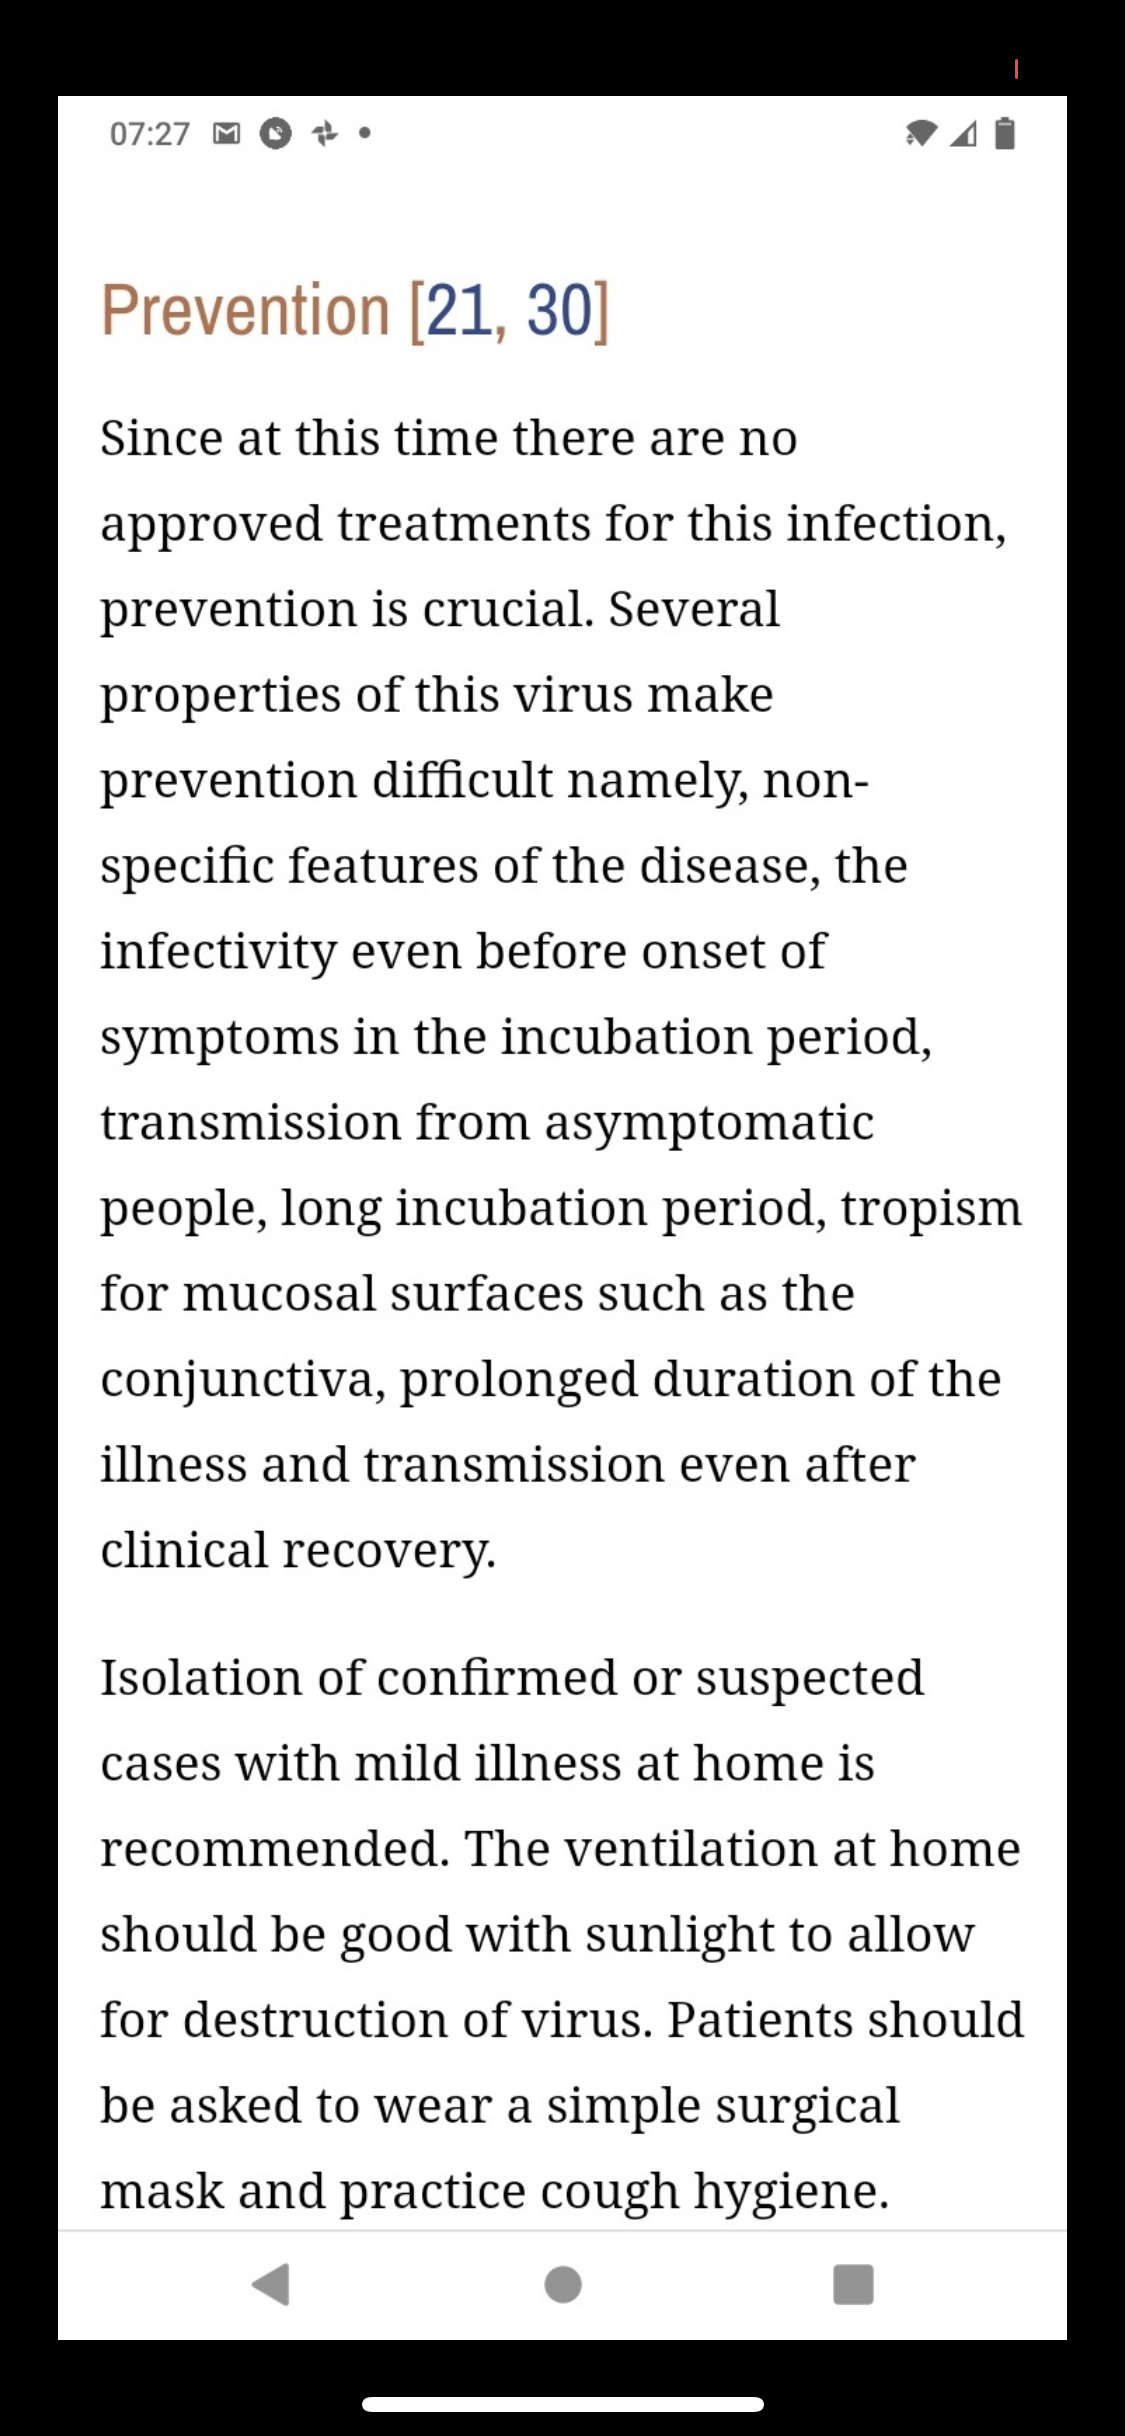 07:27
Prevention [21, 30]
Since at this time there are no
approved treatments for this infection,
prevention is crucial. Several
properties of this virus make
prevention difficult namely, non-
specific features of the disease, the
infectivity even before onset of
symptoms in the incubation period,
transmission from asymptomatic
people, long incubation period, tropism
for mucosal surfaces such as the
conjunctiva, prolonged duration of the
illness and transmission even after
clinical recovery.
Isolation of confirmed or suspected
cases with mild illness at home is
recommended. The ventilation at home
should be good with sunlight to allow
for destruction of virus. Patients should
be asked to wear a simple surgical
mask and practice cough hygiene.